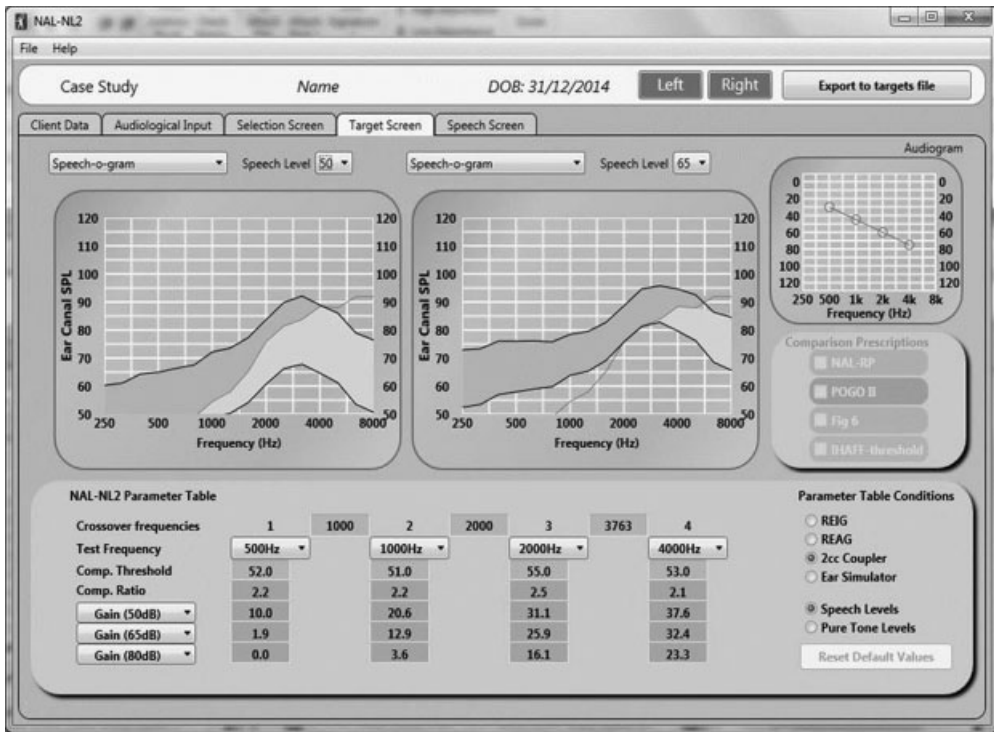 NAL-NL2
File Help
Case Study Name DOB: 31/12/2014 Left Right Export to targets file
Client Data Audiological Input Selection Screen Target Screen Speech Screen
Speech-o-gram Speech Level 50 Speech-o-gram Speech Level 65
120 120
110 110
100 100
90 90
80 80
70 70
60 60
50 50
Ear Canal SPL
250 500 1000 2000 4000 8000
Frequency (Hz)
120 120
110 110
100 100
90 90
80 80
70 70
60 60
50 50
Ear Canal SPL
250 500 1000 2000 4000 8000
Frequency (Hz)
Audiogram
0 0
20 20
40 40
60 60
80 80
100 100
120 120
250 500 1k 2k 4k 8k
Frequency (Hz)
Comparison Prescriptions
NAL-RP
POGO II
Fig 6
IHAFF-threshold
NAL-NL2 Parameter Table
Crossover frequencies 1 1000 2 2000 3 3763 4
Test Frequency 500Hz 1000Hz 2000Hz 4000Hz
Comp. Threshold 52.0 51.0 55.0 53.0
Comp. Ratio 2.2 2.2 2.5 2.1
Gain (50dB) 10.0 20.6 31.1 37.6
Gain (65dB) 1.9 12.9 25.9 32.4
Gain (80dB) 0.0 3.6 16.1 23.3
Parameter Table Conditions
REIG
REAG
2cc Coupler
Ear Simulator
Speech Levels
Pure Tone Levels
Reset Default Values